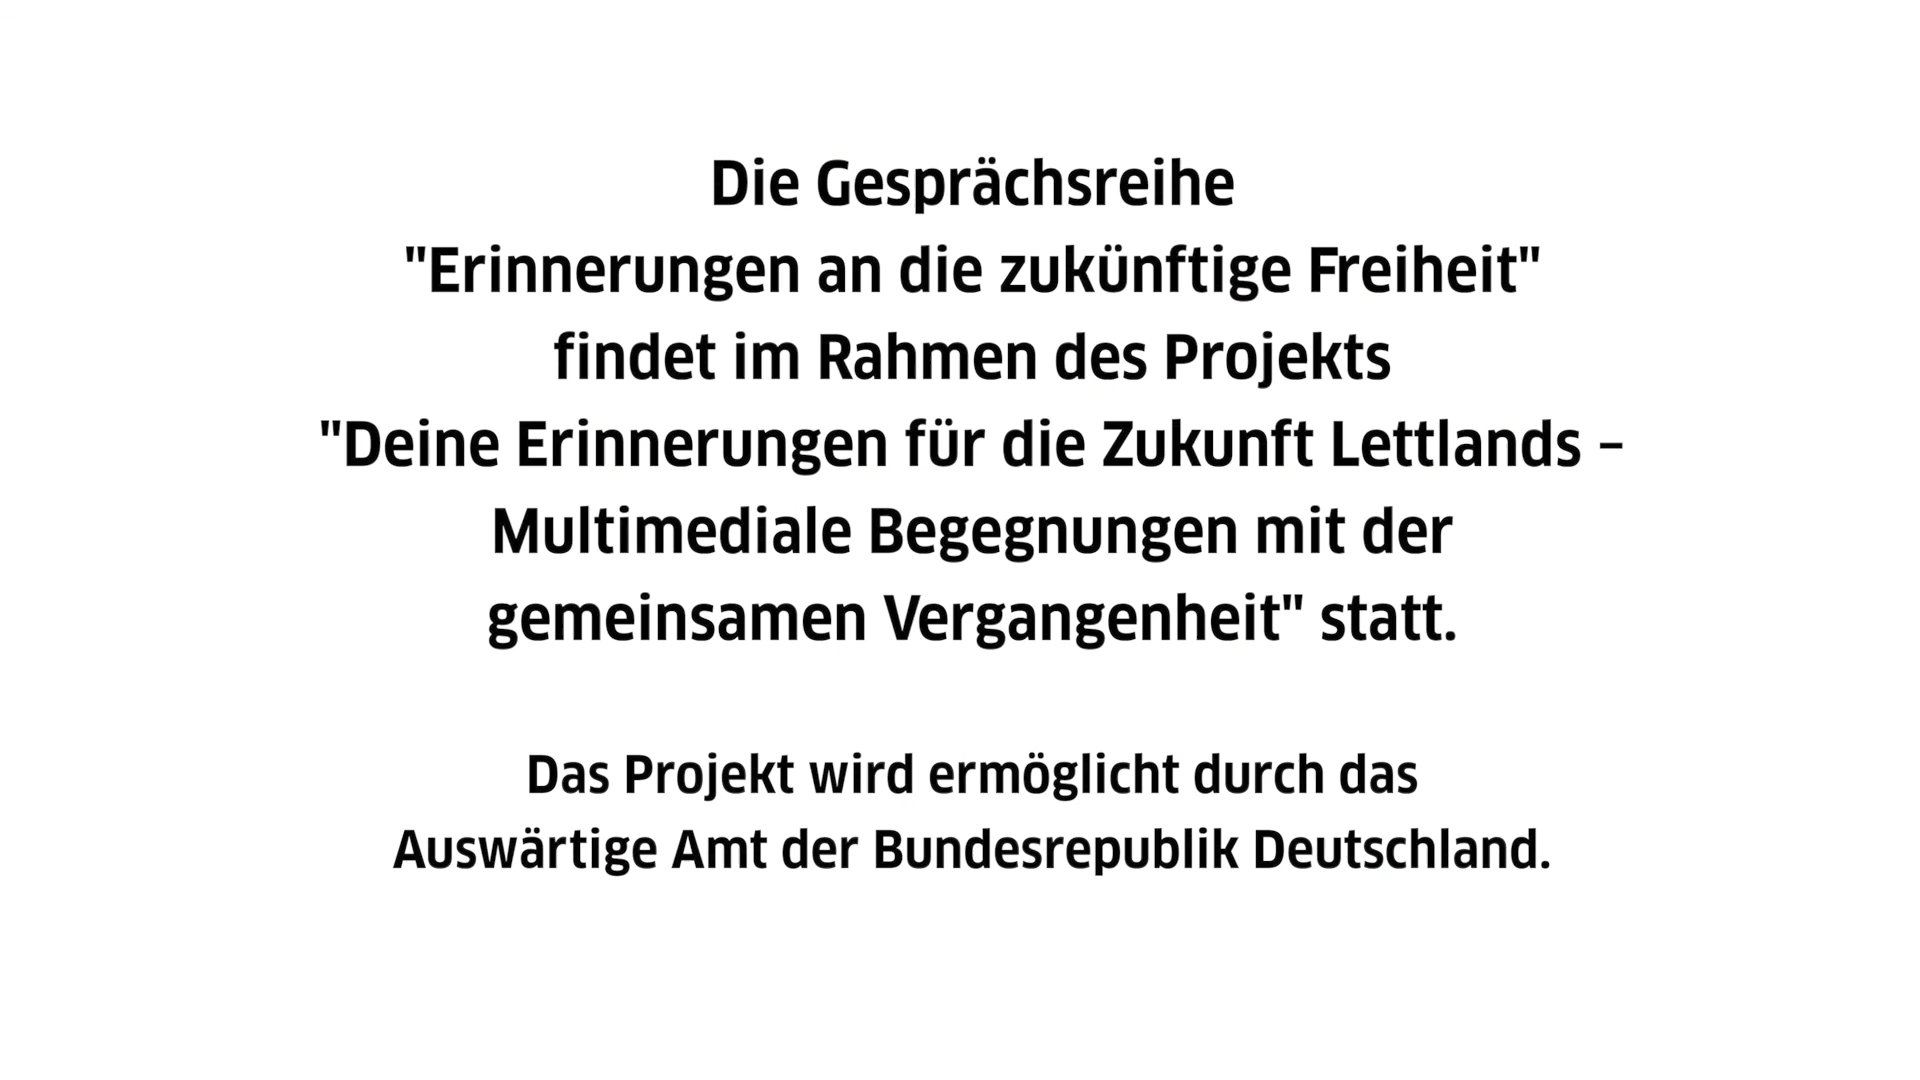 Die Gesprächsreihe
"Erinnerungen an die zukünftige Freiheit"
findet im Rahmen des Projekts
"Deine Erinnerungen für die Zukunft Lettlands –
Multimediale Begegnungen mit der
gemeinsamen Vergangenheit" statt.
Das Projekt wird ermöglicht durch das
Auswärtige Amt der Bundesrepublik Deutschland.